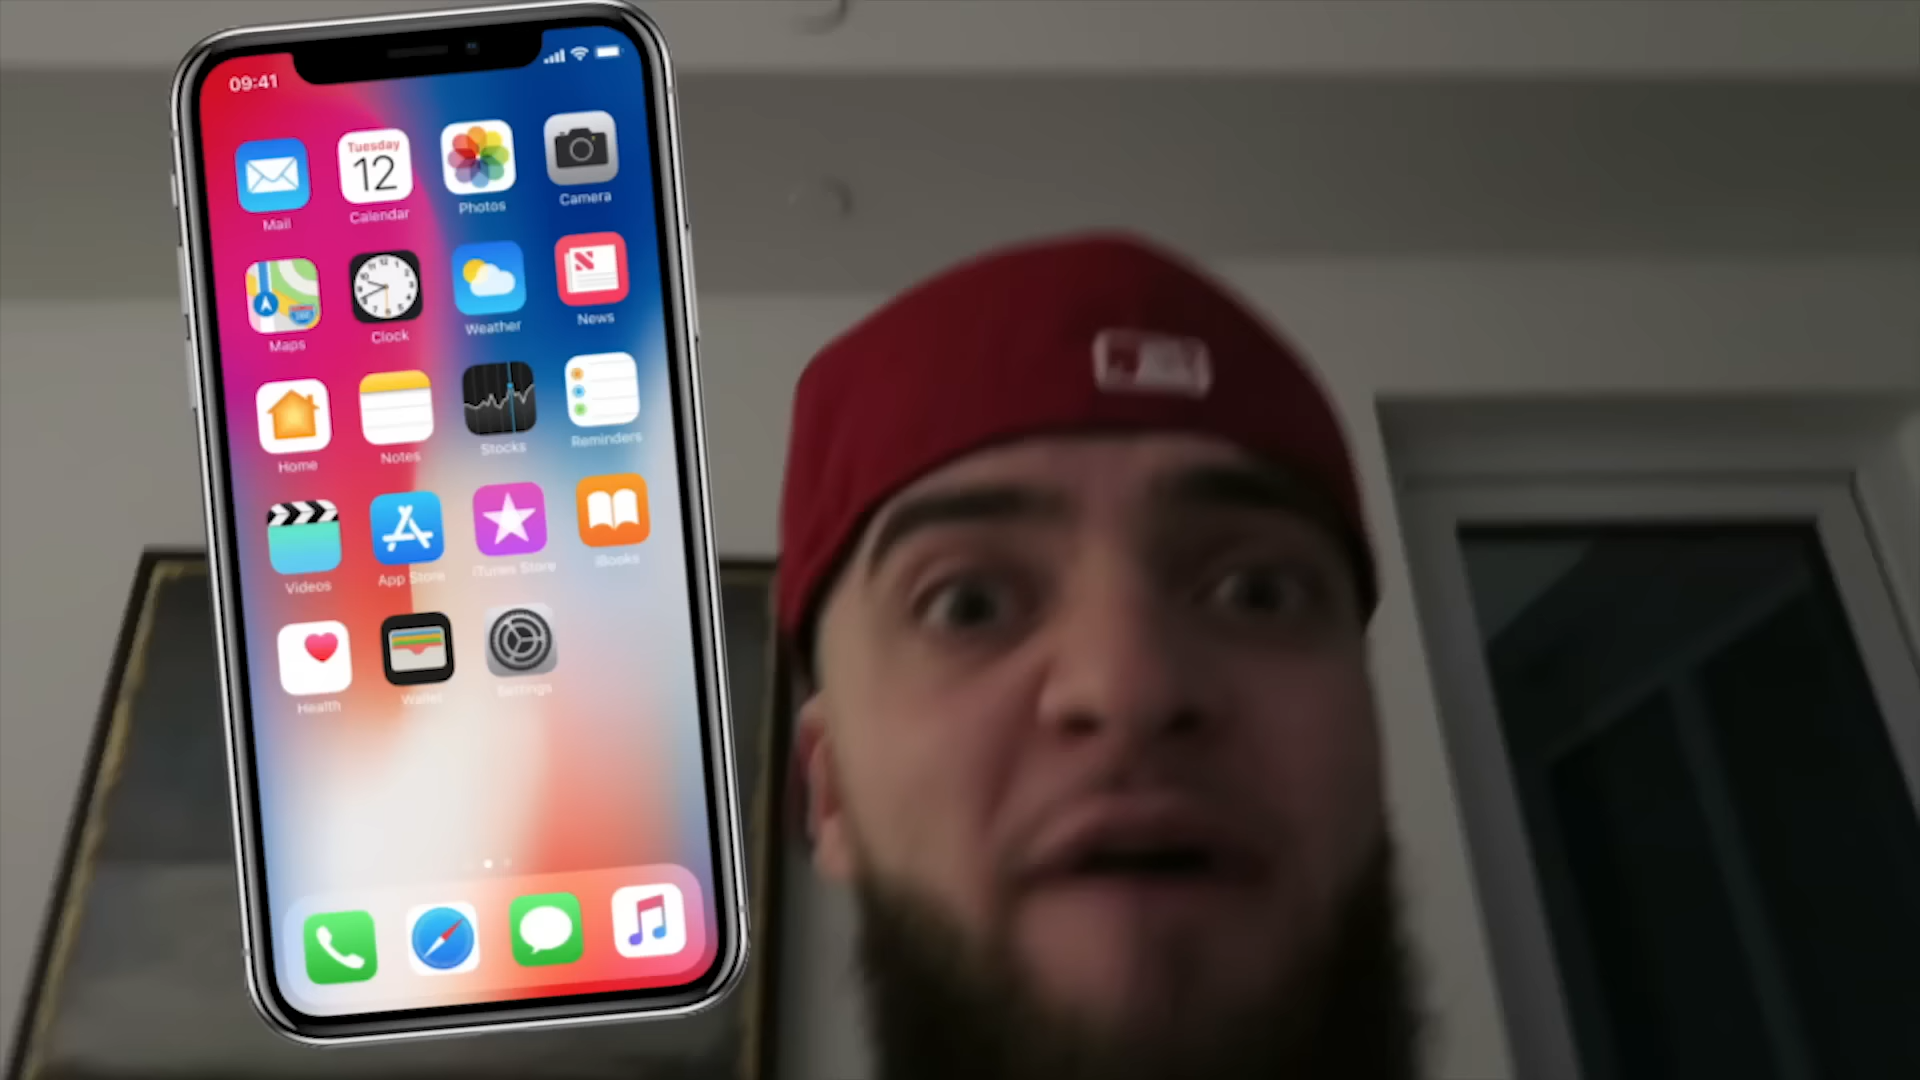 09:41
Tuesday
12
Mail
Calendar
Photos
Camera
Maps
Clock
Weather
News
Home
Notes
Stocks
Reminders
Videos
App Store
iTunes Store
iBooks
Health
Wallet
Settings